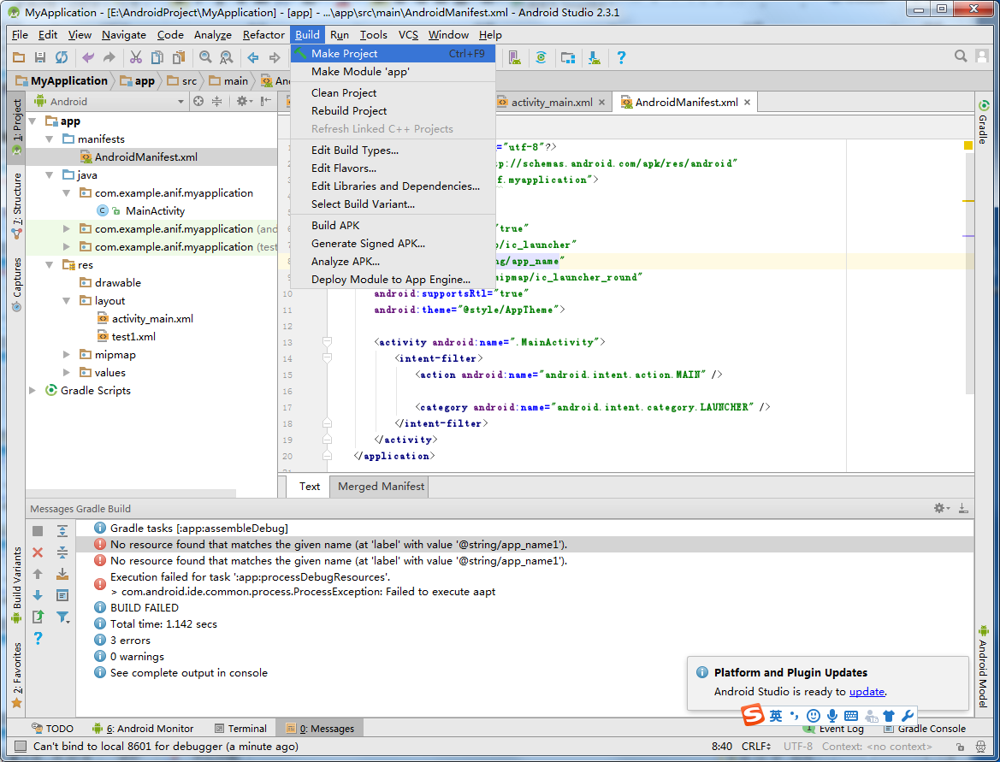 MyApplication - [E:\AndroidProject\MyApplication] - [app] - ...\app\src\main\AndroidManifest.xml - Android Studio 2.3.1
File Edit View Navigate Code Analyze Refactor Build Run Tools VCS Window Help
MyApplication app src main An
Make Project Ctrl+F9
Make Module 'app'
Clean Project
Rebuild Project
Refresh Linked C++ Projects
Edit Build Types...
Edit Flavors...
Edit Libraries and Dependencies...
Select Build Variant...
Build APK
Generate Signed APK...
Analyze APK...
Deploy Module to App Engine...
1: Project
7: Structure
Captures
Build Variants
2: Favorites
Android
app
manifests
AndroidManifest.xml
java
com.example.anif.myapplication
MainActivity
com.example.anif.myapplication (and
com.example.anif.myapplication (test
res
drawable
layout
activity_main.xml
test1.xml
mipmap
values
Gradle Scripts
activity_main.xml AndroidManifest.xml
="utf-8"?>
p://schemas.android.com/apk/res/android"
f.myapplication">
"true"
p/ic_launcher"
ng/app_name"
mipmap/ic_launcher_round"
10 android:supportsRtl="true"
11 android:theme="@style/AppTheme">
12
13 <activity android:name=".MainActivity">
14 <intent-filter>
15 <action android:name="android.intent.action.MAIN" />
16
17 <category android:name="android.intent.category.LAUNCHER" />
18 </intent-filter>
19 </activity>
20 </application>
Text Merged Manifest
Gradle
Android Model
Messages Gradle Build
Gradle tasks [:app:assembleDebug]
No resource found that matches the given name (at 'label' with value '@string/app_name1').
No resource found that matches the given name (at 'label' with value '@string/app_name1').
Execution failed for task ':app:processDebugResources'.
> com.android.ide.common.process.ProcessException: Failed to execute aapt
BUILD FAILED
Total time: 1.142 secs
3 errors
0 warnings
See complete output in console
Platform and Plugin Updates
Android Studio is ready to update.
英
TODO 6: Android Monitor Terminal 0: Messages Event Log Gradle Console
Can't bind to local 8601 for debugger (a minute ago) 8:40 CRLF UTF-8 Context: <no context>